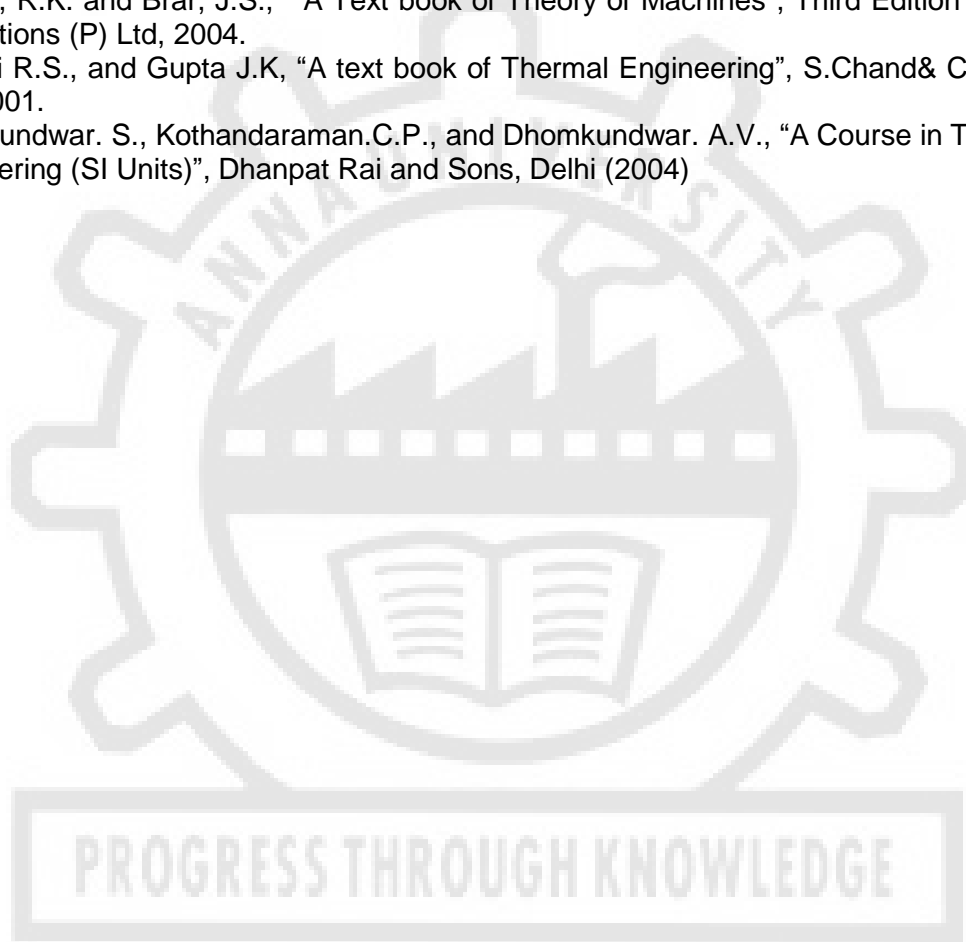 , R.K. and Brar, J.S., “ A Text book of Theory of Machines”, Third Edition
tions (P) Ltd, 2004.
i R.S., and Gupta J.K, “A text book of Thermal Engineering”, S.Chand& C
001.
undwar. S., Kothandaraman.C.P., and Dhomkundwar. A.V., “A Course in T
ering (SI Units)”, Dhanpat Rai and Sons, Delhi (2004)
ANNA UNIVERSITY
PROGRESS THROUGH KNOWLEDGE